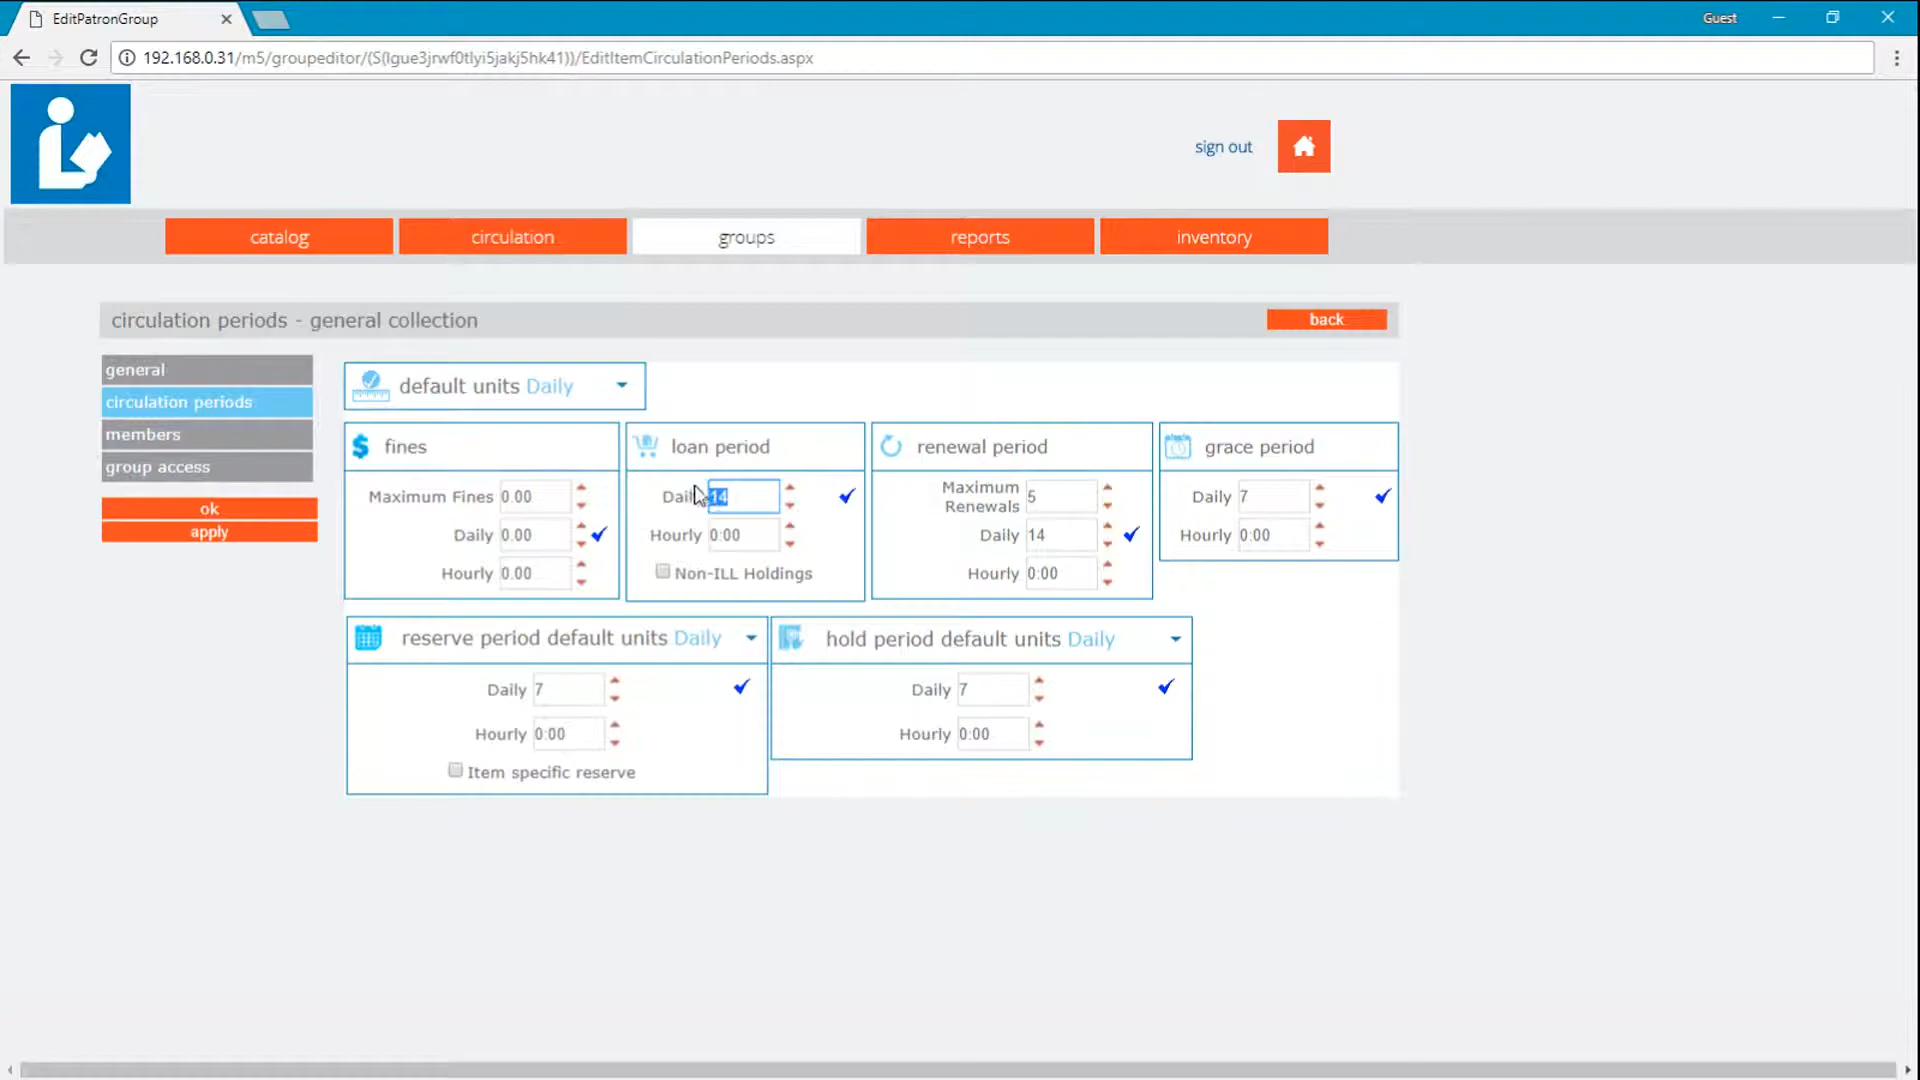 EditPatronGroup
Guest
192.168.0.31/m5/groupeditor/(S(lgue3jrwf0tlyi5jakj5hk41))/EditItemCirculationPeriods.aspx
sign out
catalog
circulation
groups
reports
inventory
circulation periods - general collection
back
general
circulation periods
members
group access
ok
apply
default units Daily
fines
Maximum Fines 0.00
Daily 0.00
Hourly 0.00
loan period
Daily 14
Hourly 0:00
Non-ILL Holdings
renewal period
Maximum
Renewals 5
Daily 14
Hourly 0:00
grace period
Daily 7
Hourly 0:00
reserve period default units Daily
Daily 7
Hourly 0:00
Item specific reserve
hold period default units Daily
Daily 7
Hourly 0:00